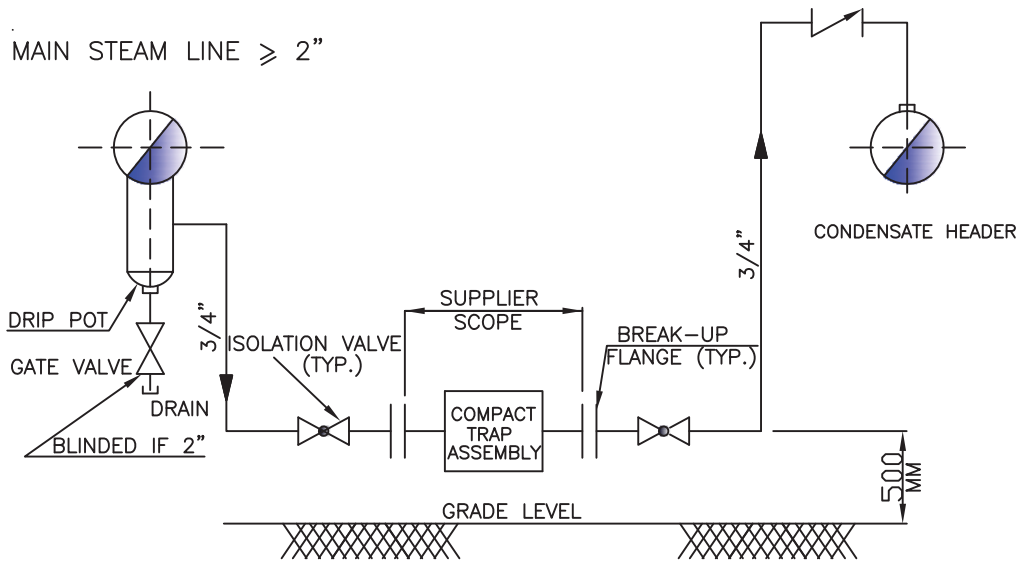 MAIN STEAM LINE ⩾ 2”
CONDENSATE HEADER
3/4”
3/4”
DRIP POT
GATE VALVE
DRAIN
BLINDED IF 2”
ISOLATION VALVE
(TYP.)
SUPPLIER
SCOPE
BREAK-UP
FLANGE (TYP.)
COMPACT
TRAP
ASSEMBLY
500
MM
GRADE LEVEL